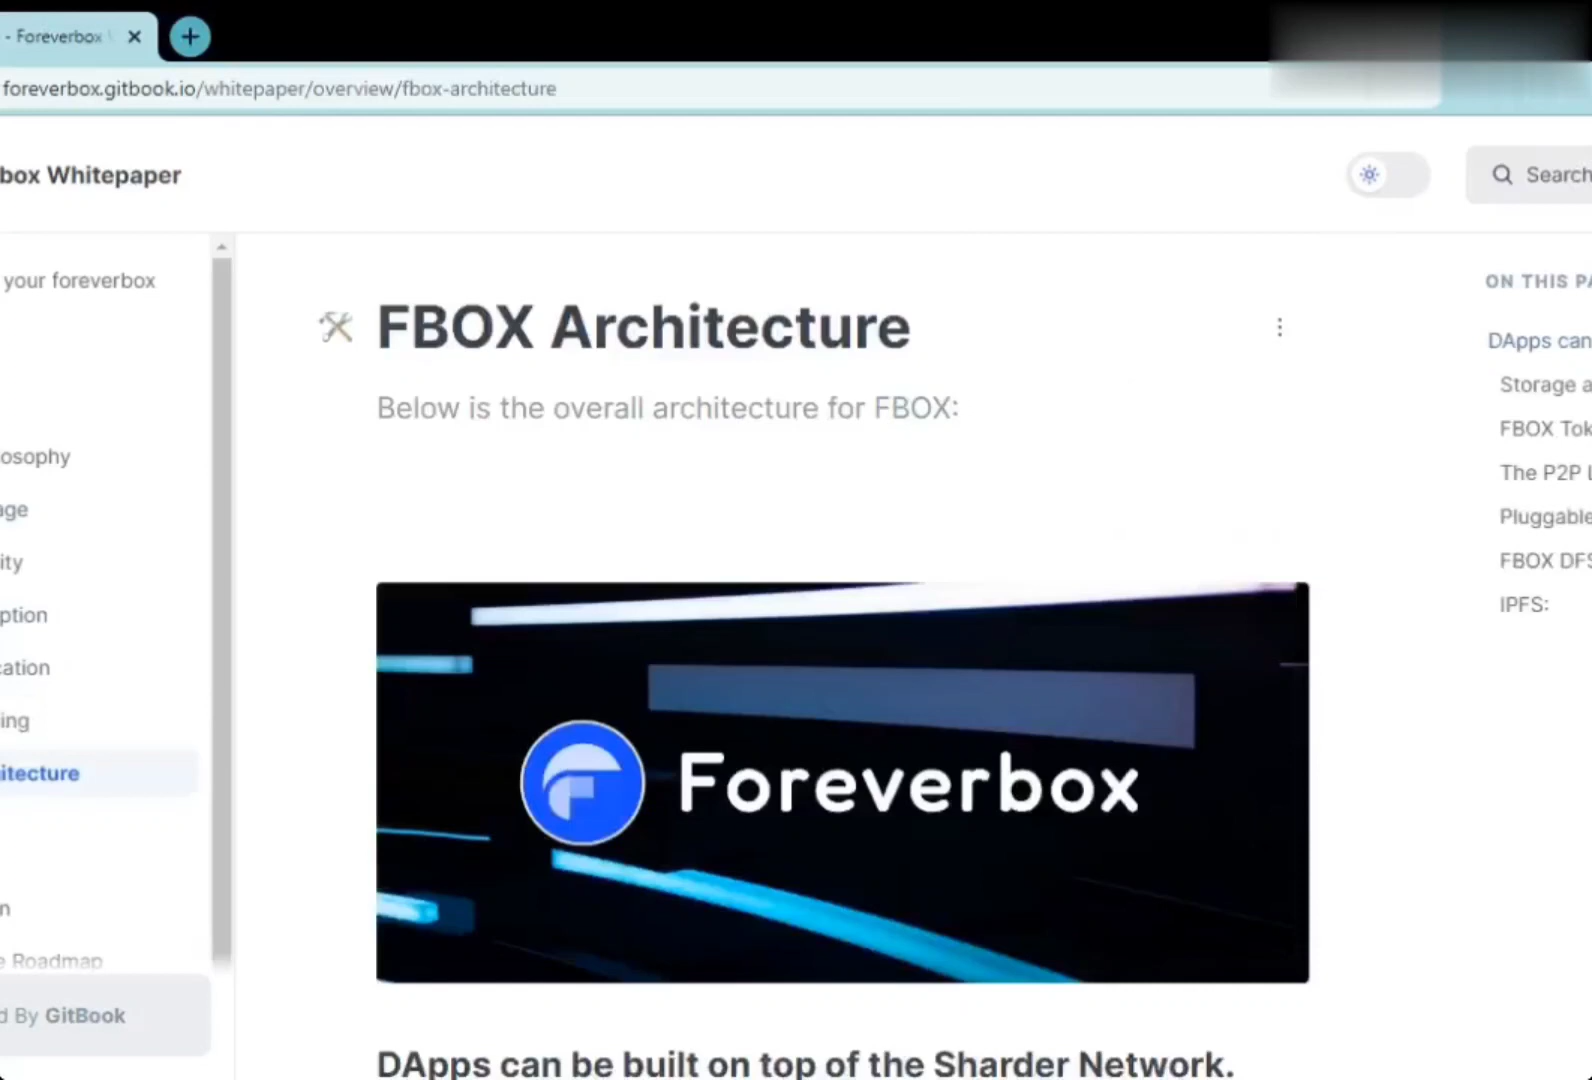 - Foreverbox
foreverbox.gitbook.io/whitepaper/overview/fbox-architecture
box Whitepaper
Search
your foreverbox
osophy
age
ity
ption
cation
ing
itecture
n
e Roadmap
d By GitBook
FBOX Architecture
Below is the overall architecture for FBOX:
Foreverbox
DApps can be built on top of the Sharder Network.
ON THIS PA
DApps can
Storage a
FBOX Tok
The P2P L
Pluggable
FBOX DFS
IPFS: